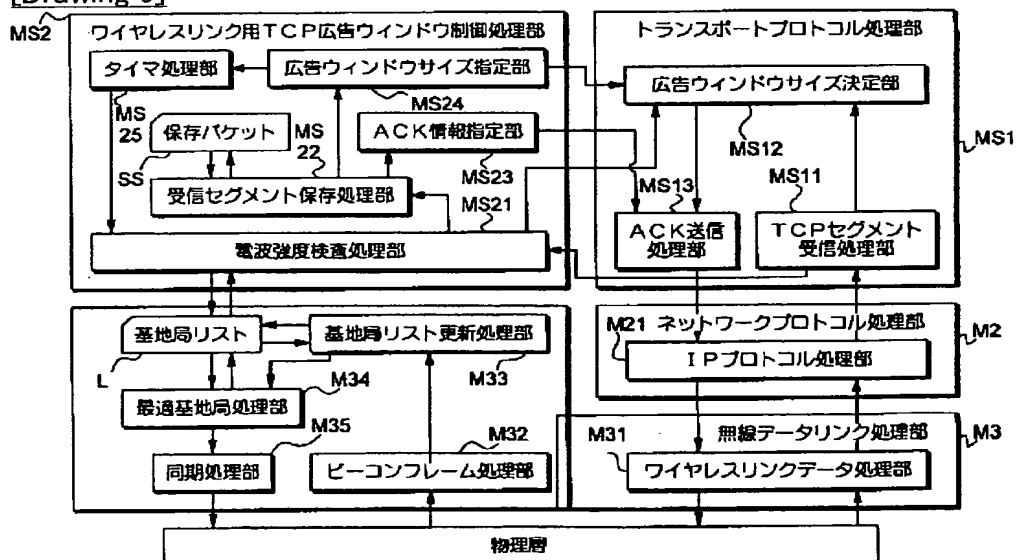 MS2
ワイヤレスリンク用TCP広告ウィンドウ制御処理部
タイマ処理部
広告ウィンドウサイズ指定部
MS24
MS
25
保存パケット
SS
MS
22
ACK情報指定部
MS23
受信セグメント保存処理部
MS21
電波強度検査処理部
トランスポートプロトコル処理部
広告ウィンドウサイズ決定部
MS12
MS1
MS13
MS11
ACK送信
処理部
TCPセグメント
受信処理部
基地局リスト
L
基地局リスト更新処理部
M33
M34
最適基地局処理部
M35
同期処理部
M32
ビーコンフレーム処理部
M21
ネットワークプロトコル処理部
M2
IPプロトコル処理部
M31
無線データリンク処理部
M3
ワイヤレスリンクデータ処理部
物理層